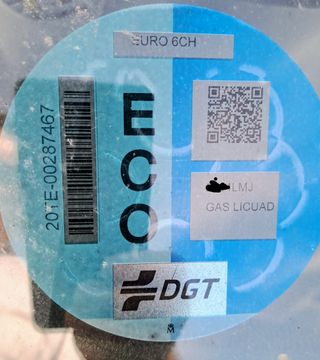 EURO 6CH
20TE-00287467
ECO
LMJ
GAS LICUAD
DGT
M